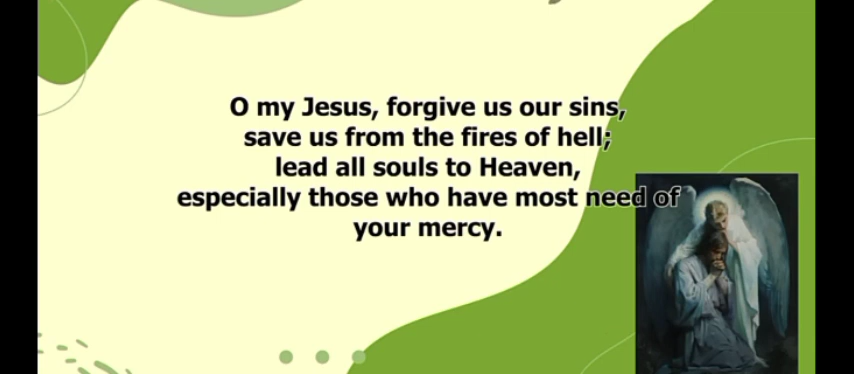 O my Jesus, forgive us our sins,
save us from the fires of hell;
lead all souls to Heaven,
especially those who have most need of
your mercy.